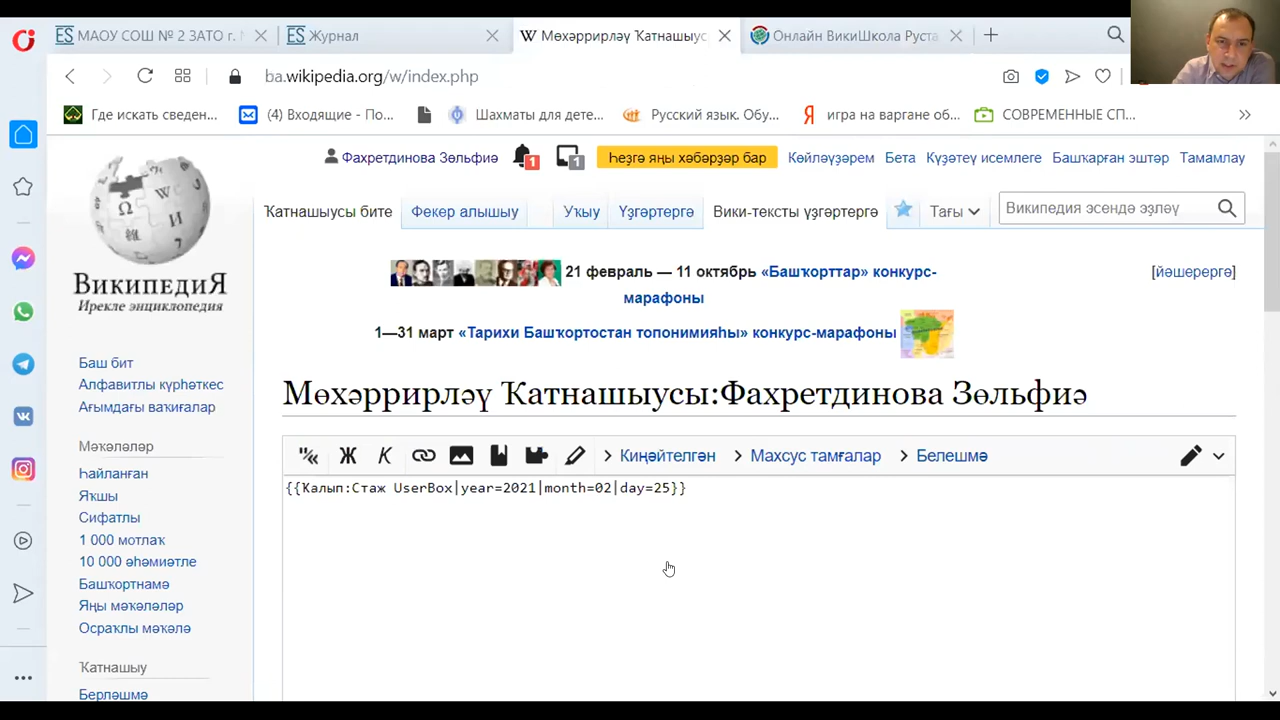 ES МАОУ СОШ № 2 ЗАТО г.
ES Журнал
W Мөхәррирләү Ҡатнашыус
Онлайн ВикиШкола Руста
ba.wikipedia.org/w/index.php
Где искать сведен...
(4) Входящие - По...
Шахматы для дете...
Русский язык. Обу...
Я игра на варгане об...
СОВРЕМЕННЫЕ СП...
Фахретдинова Зөльфиә
1
1
Һеҙгә яңы хәбәрҙәр бар
Көйләүҙәрем
Бета
Күҙәтеү исемлеге
Башҡарған эштәр
Тамамлау
Ҡатнашыусы бите
Фекер алышыу
Уҡыу
Үҙгәртергә
Вики-тексты үҙгәртергә
Тағы
Википедия эсендә эҙләү
ВикипедиЯ
Ирекле энциклопедия
21 февраль — 11 октябрь «Башҡорттар» конкурс-
марафоны
[йәшерергә]
1—31 март «Тарихи Башҡортостан топонимияһы» конкурс-марафоны
Баш бит
Алфавитлы күрһәткес
Ағымдағы ваҡиғалар
Мәҡәләләр
Һайланған
Яҡшы
Сифатлы
1 000 мотлаҡ
10 000 әһәмиәтле
Башҡортнамә
Яңы мәҡәләләр
Осраҡлы мәҡәлә
Ҡатнашыу
Берләшмә
Мөхәррирләү Ҡатнашыусы:Фахретдинова Зөльфиә
Ж
К
Киңәйтелгән
Махсус тамғалар
Белешмә
{{Ҡалып:Стаж UserBox|year=2021|month=02|day=25}}